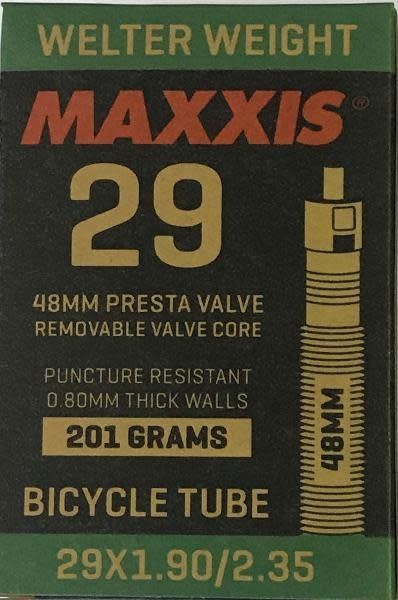 WELTER WEIGHT
MAXXIS®
29
48MM PRESTA VALVE
REMOVABLE VALVE CORE
PUNCTURE RESISTANT
0.80MM THICK WALLS
201 GRAMS
48MM
BICYCLE TUBE
29X1.90/2.35